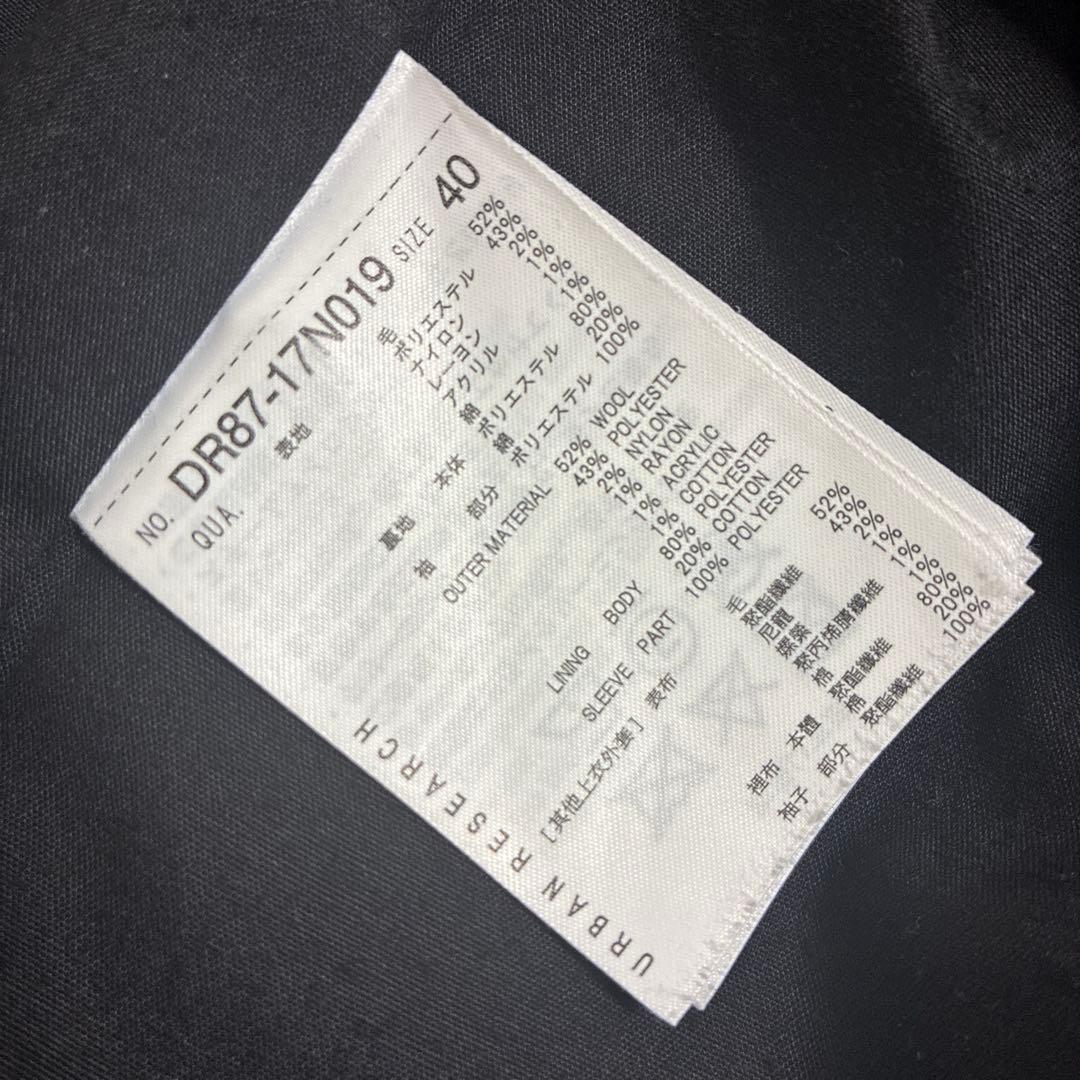 NO. DR87-17N019 SIZE 40
QUA.
表地 毛 52%
ポリエステル 43%
ナイロン 2%
レーヨン 1%
アクリル 1%
綿 1%
裏地 本体 ポリエステル 80%
綿 20%
袖 部分 ポリエステル 100%
OUTER MATERIAL 52% WOOL
43% POLYESTER
2% NYLON
1% RAYON
1% ACRYLIC
1% COTTON
LINING BODY 80% POLYESTER
20% COTTON
SLEEVE PART 100% POLYESTER
[其他上衣外套] 表布 毛 52%
聚酯纖維 43%
尼龍 2%
嫘縈 1%
聚丙烯腈纖維 1%
棉 1%
裡布 本體 聚酯纖維 80%
棉 20%
袖子 部分 聚酯纖維 100%
URBAN RESEARCH